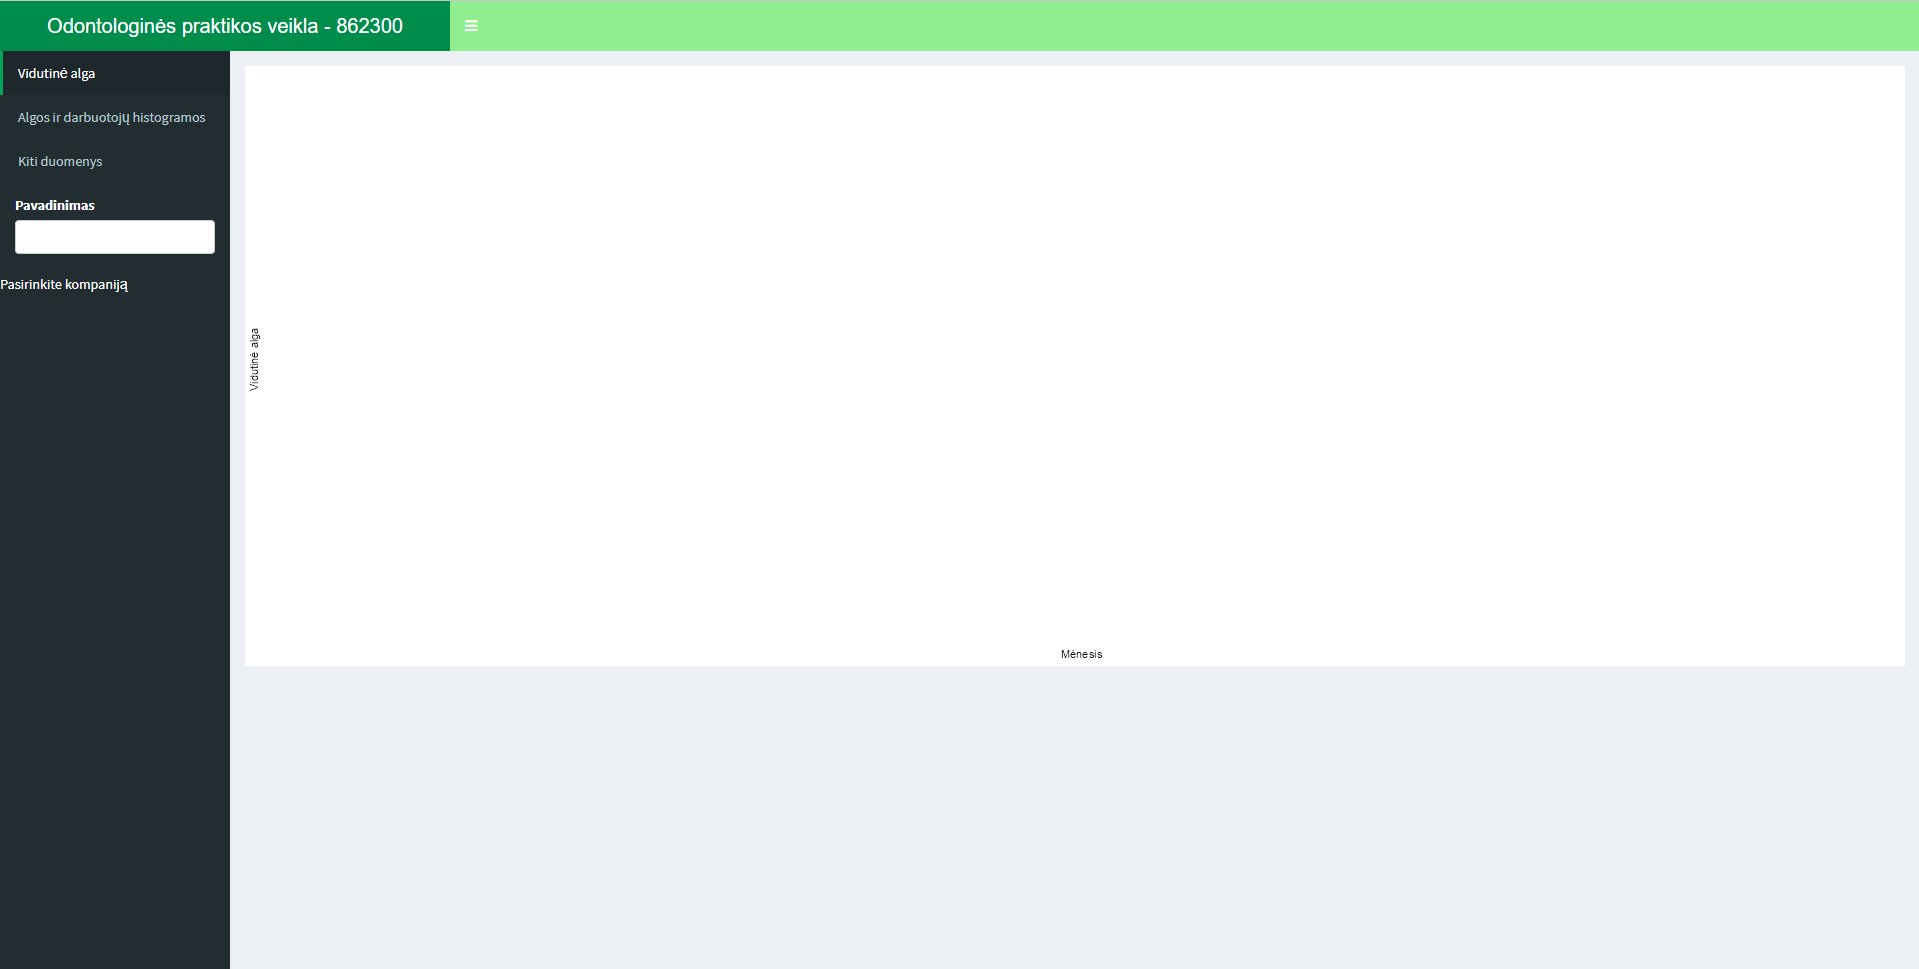 Odontologinės praktikos veikla - 862300
Vidutinė alga
Algos ir darbuotojų histogramos
Kiti duomenys
Pavadinimas
Pasirinkite kompaniją
Vidutinė alga
Mėnesis